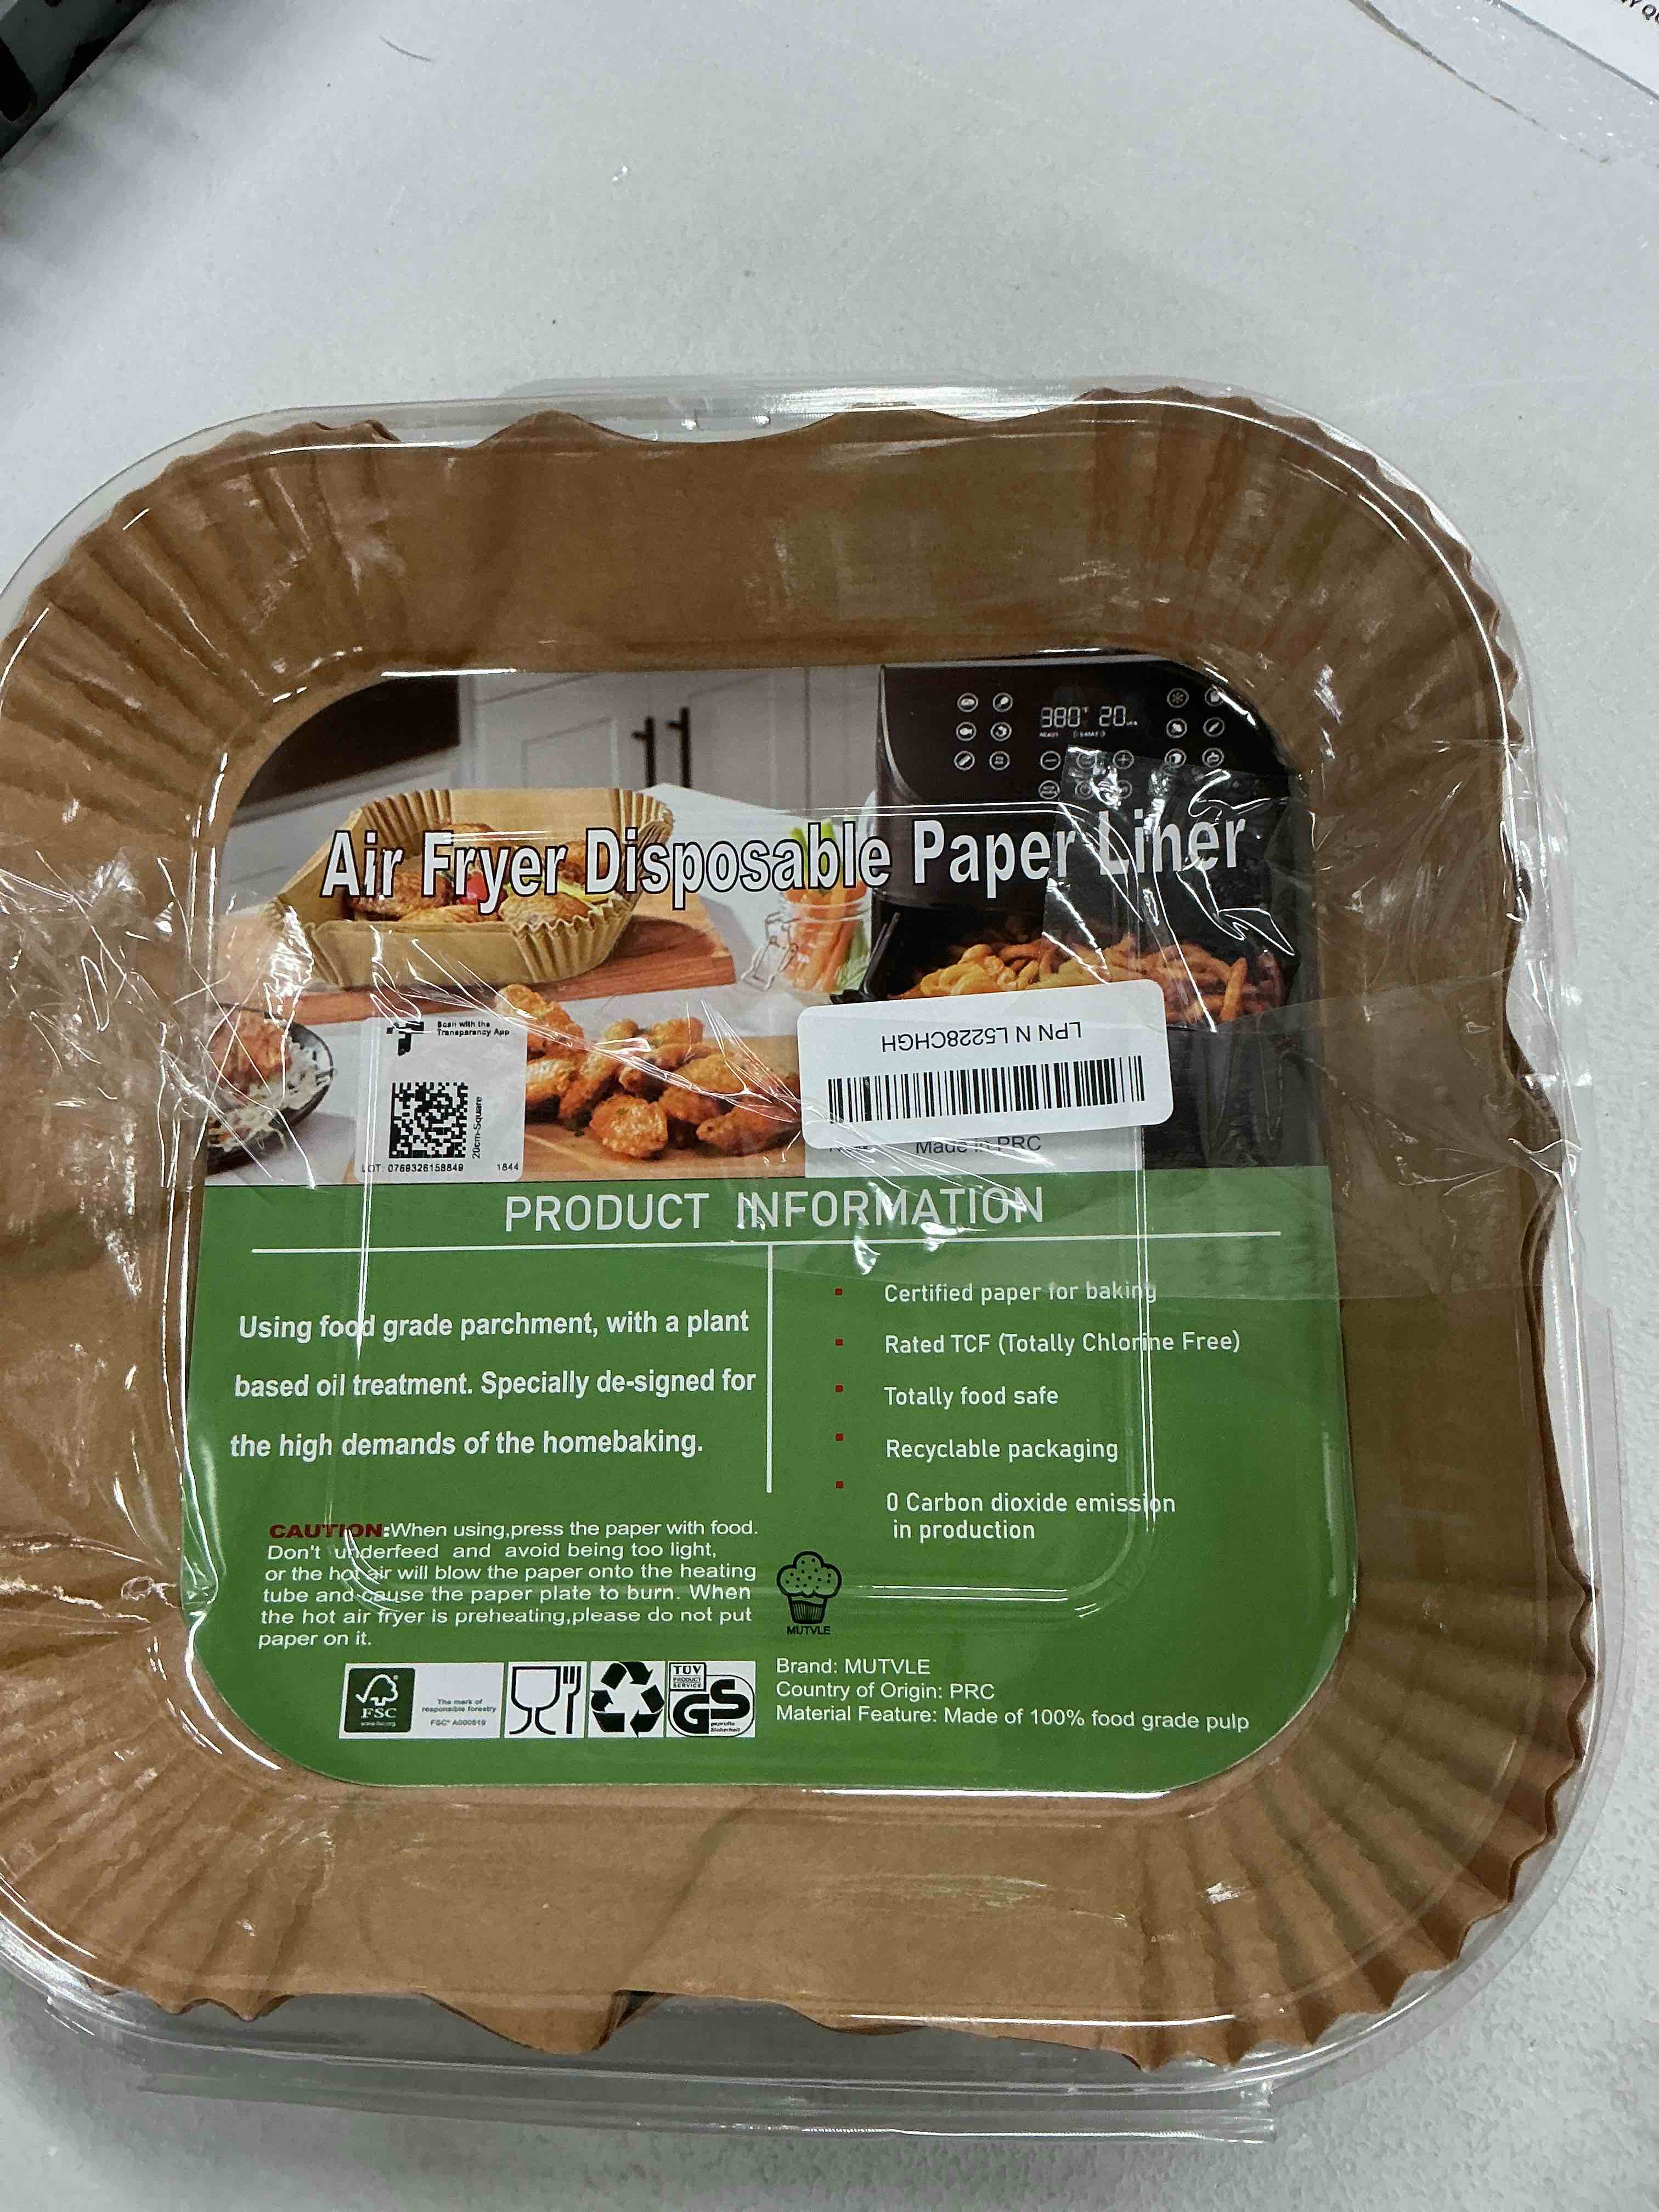 380°F 20
Air Fryer Disposable Paper Liner
Scan with the
Transparency App
20cm-Square
LOT: 0769326158849 1844
LPN N L5228CHGH
Made in PRC
PRODUCT INFORMATION
Using food grade parchment, with a plant
based oil treatment. Specially de-signed for
the high demands of the homebaking.
Certified paper for baking
Rated TCF (Totally Chlorine Free)
Totally food safe
Recyclable packaging
0 Carbon dioxide emission
in production
CAUTION:When using,press the paper with food.
Don't underfeed and avoid being too light,
or the hot air will blow the paper onto the heating
tube and cause the paper plate to burn. When
the hot air fryer is preheating,please do not put
paper on it.
MUTVLE
FSC
www.fsc.org
The mark of
responsible forestry
FSC® A000519
TÜV
PRODUCT
SERVICE
GS
geprüfte
Sicherheit
Brand: MUTVLE
Country of Origin: PRC
Material Feature: Made of 100% food grade pulp